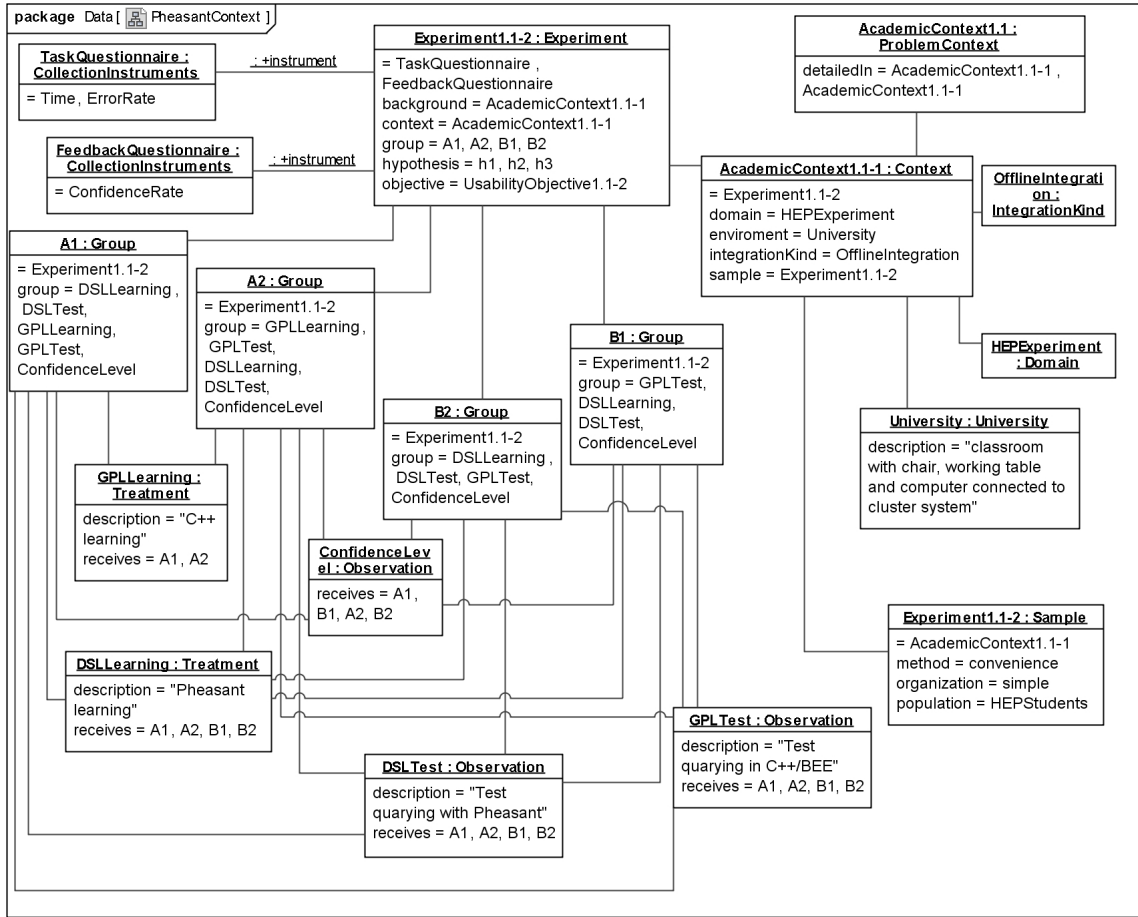 package Data [ PheasantContext ]
TaskQuestionnaire :
CollectionInstruments
= Time , ErrorRate
: +instrument
FeedbackQuestionnaire :
CollectionInstruments
= ConfidenceRate
: +instrument
Experiment1.1-2 : Experiment
= TaskQuestionnaire ,
FeedbackQuestionnaire
background = AcademicContext1.1-1
context = AcademicContext1.1-1
group = A1, A2, B1, B2
hypothesis = h1, h2, h3
objective = UsabilityObjective1.1-2
AcademicContext1.1 :
ProblemContext
detailedIn = AcademicContext1.1-1 ,
AcademicContext1.1-1
AcademicContext1.1-1 : Context
= Experiment1.1-2
domain = HEPExperiment
enviroment = University
integrationKind = OfflineIntegration
sample = Experiment1.1-2
OfflineIntegrati
on :
IntegrationKind
HEPExperiment
: Domain
A1 : Group
= Experiment1.1-2
group = DSLLearning ,
DSLTest,
GPLLearning,
GPLTest,
ConfidenceLevel
A2 : Group
= Experiment1.1-2
group = GPLLearning ,
GPLTest,
DSLLearning,
DSLTest,
ConfidenceLevel
B1 : Group
= Experiment1.1-2
group = GPLTest,
DSLLearning,
DSLTest,
ConfidenceLevel
B2 : Group
= Experiment1.1-2
group = DSLLearning ,
DSLTest, GPLTest,
ConfidenceLevel
University : University
description = "classroom
with chair, working table
and computer connected to
cluster system"
GPLLearning :
Treatment
description = "C++
learning"
receives = A1, A2
ConfidenceLev
el : Observation
receives = A1,
B1, A2, B2
Experiment1.1-2 : Sample
= AcademicContext1.1-1
method = convenience
organization = simple
population = HEPStudents
DSLLearning : Treatment
description = "Pheasant
learning"
receives = A1, A2, B1, B2
GPLTest : Observation
description = "Test
quarying in C++/BEE"
receives = A1, A2, B1, B2
DSLTest : Observation
description = "Test
quarying with Pheasant"
receives = A1, A2, B1, B2